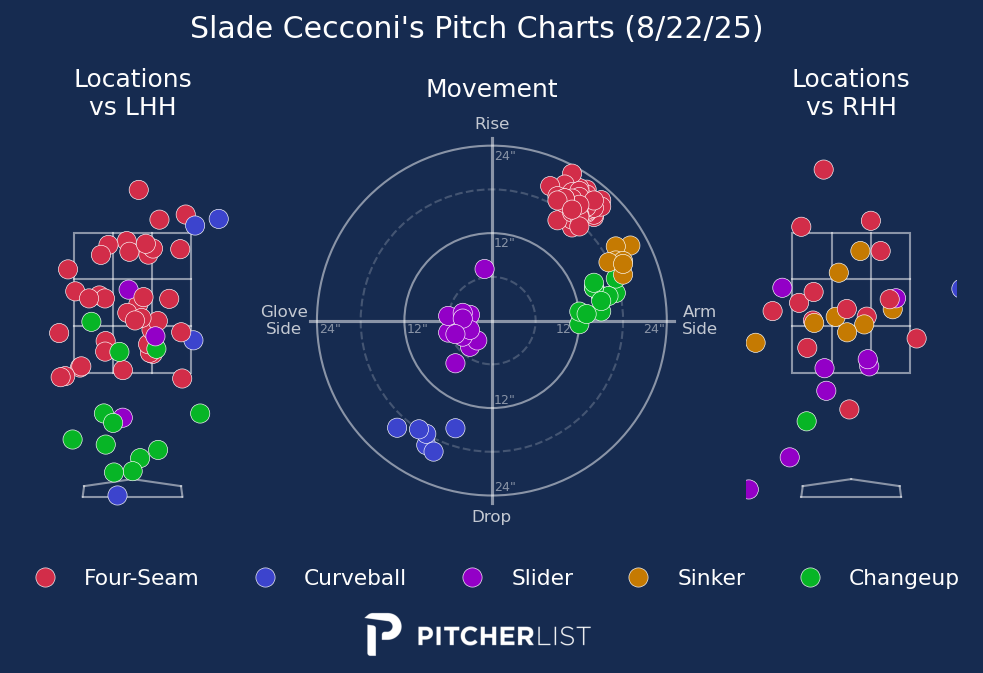 Slade Cecconi's Pitch Charts (8/22/25)
Locations
vs LHH
Movement
Locations
vs RHH
Rise
24"
12"
Glove
Side
24"
12"
12"
24"
Arm
Side
12"
24"
Drop
Four-Seam
Curveball
Slider
Sinker
Changeup
PITCHERLIST